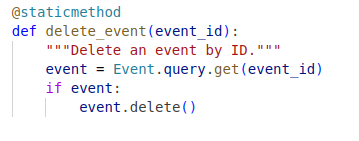 @staticmethod
def delete_event(event_id):
    """Delete an event by ID."""
    event = Event.query.get(event_id)
    if event:
        event.delete()